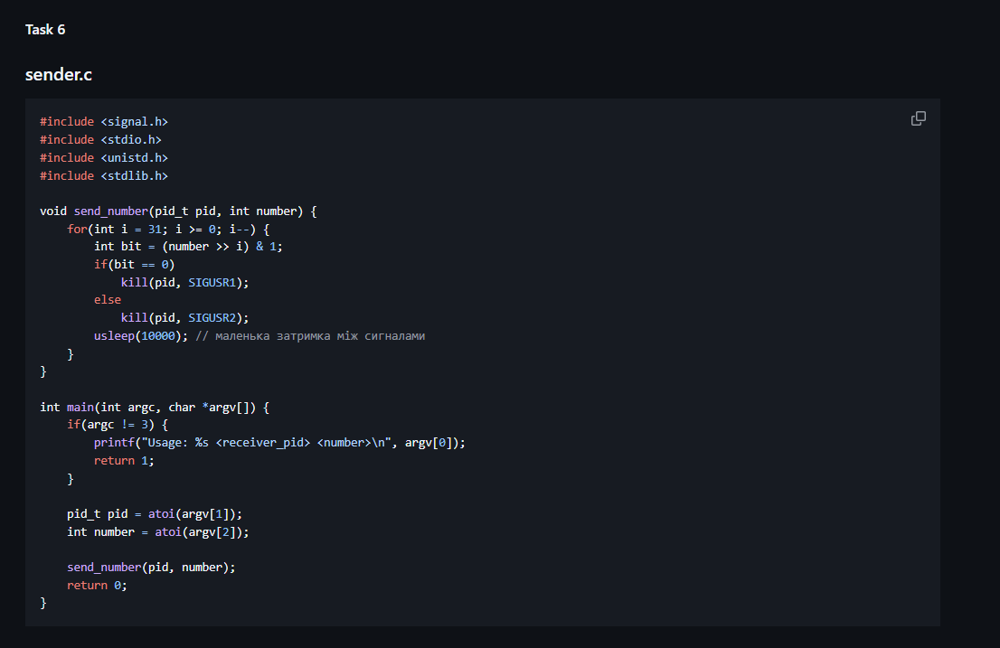 Task 6
sender.c
#include <signal.h>
#include <stdio.h>
#include <unistd.h>
#include <stdlib.h>
void send_number(pid_t pid, int number) {
    for(int i = 31; i >= 0; i--) {
        int bit = (number >> i) & 1;
        if(bit == 0)
            kill(pid, SIGUSR1);
        else
            kill(pid, SIGUSR2);
        usleep(10000); // маленька затримка між сигналами
    }
}
int main(int argc, char *argv[]) {
    if(argc != 3) {
        printf("Usage: %s <receiver_pid> <number>\n", argv[0]);
        return 1;
    }
    pid_t pid = atoi(argv[1]);
    int number = atoi(argv[2]);
    send_number(pid, number);
    return 0;
}